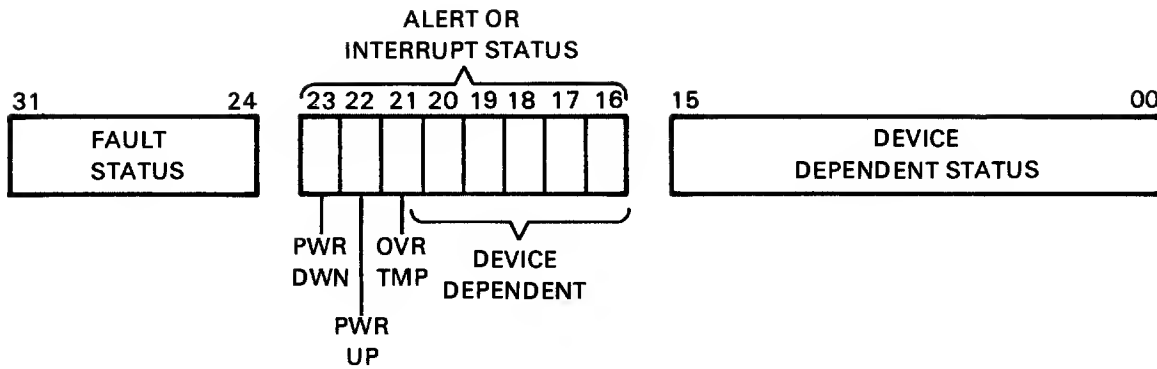 ALERT OR
INTERRUPT STATUS
31 24 23 22 21 20 19 18 17 16 15 00
FAULT
STATUS
DEVICE
DEPENDENT STATUS
PWR
DWN
OVR
TMP
DEVICE
DEPENDENT
PWR
UP